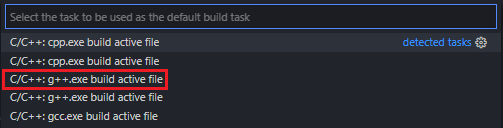 Select the task to be used as the default build task
C/C++: cpp.exe build active file detected tasks
C/C++: cpp.exe build active file
C/C++: g++.exe build active file
C/C++: g++.exe build active file
C/C++: gcc.exe build active file